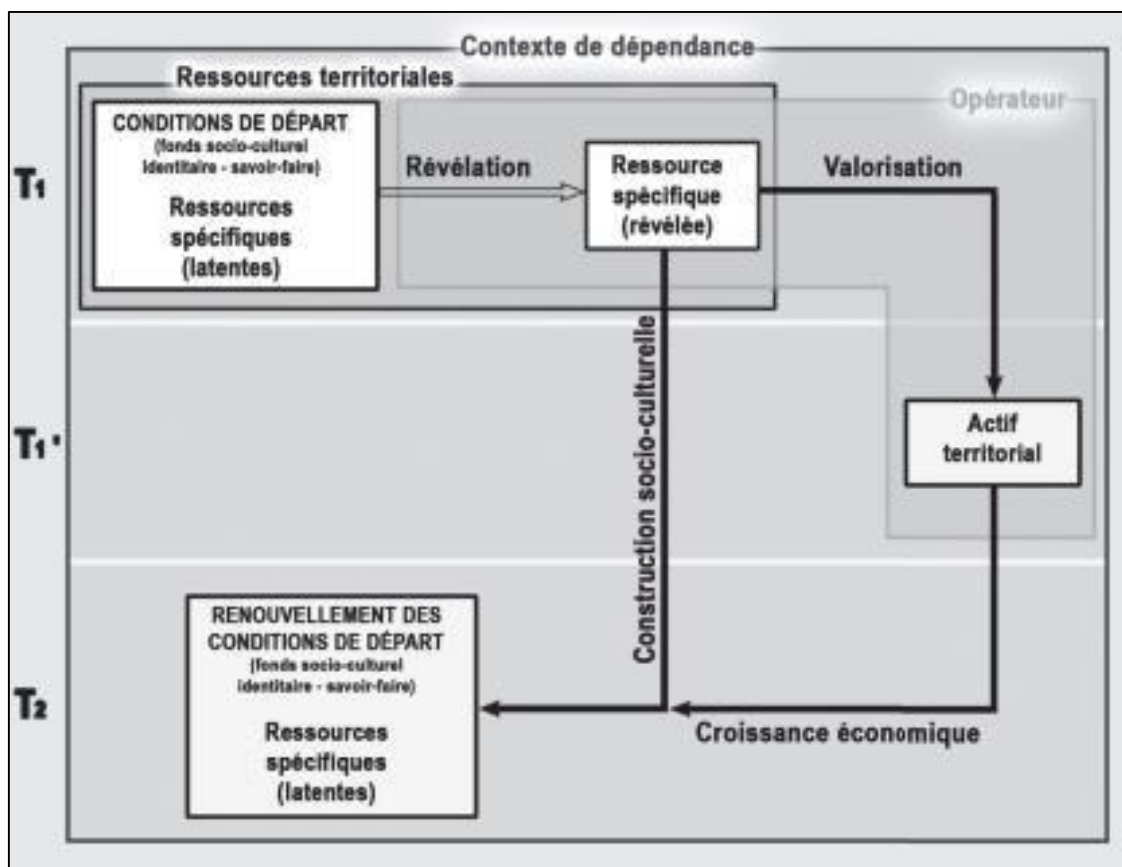 Contexte de dépendance
Ressources territoriales
Opérateur
CONDITIONS DE DÉPART
(fonds socio-culturel
identitaire - savoir-faire)
Ressources
spécifiques
(latentes)
Révélation
Ressource
spécifique
(révélée)
Valorisation
T1
Construction socio-culturelle
Actif
territorial
T1'
RENOUVELLEMENT DES
CONDITIONS DE DÉPART
(fonds socio-culturel
identitaire - savoir-faire)
Ressources
spécifiques
(latentes)
T2
Croissance économique